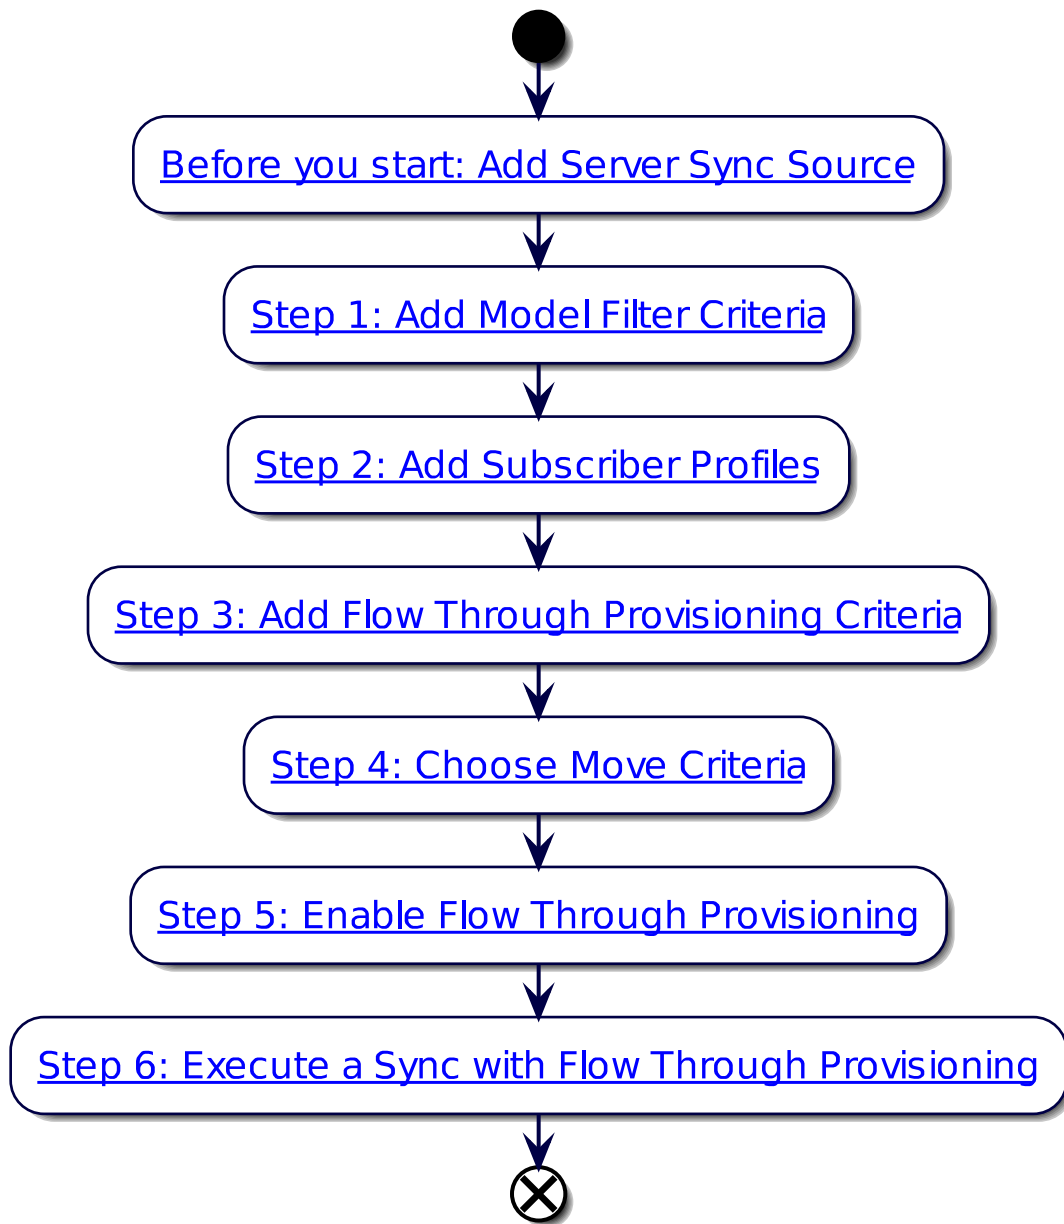 Before you start: Add Server Sync Source
Step 1: Add Model Filter Criteria
Step 2: Add Subscriber Profiles
Step 3: Add Flow Through Provisioning Criteria
Step 4: Choose Move Criteria
Step 5: Enable Flow Through Provisioning
Step 6: Execute a Sync with Flow Through Provisioning